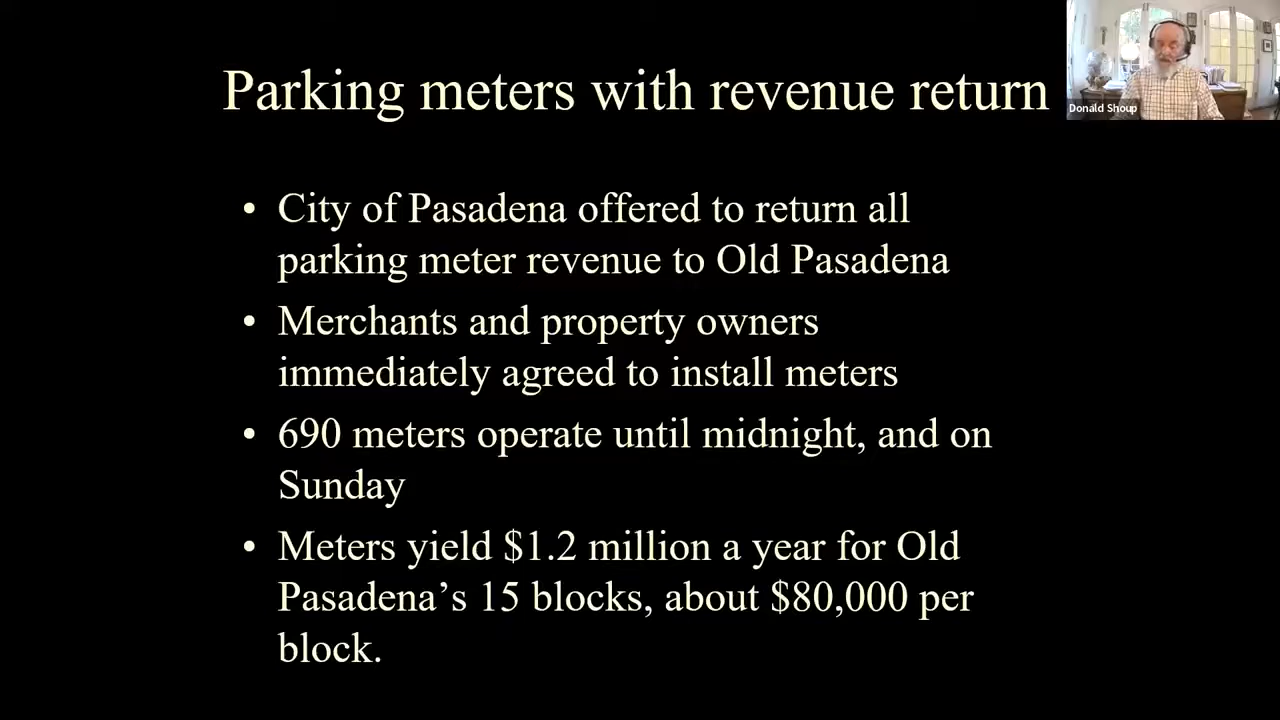 Parking meters with revenue return
Donald Shoup
• City of Pasadena offered to return all
parking meter revenue to Old Pasadena
• Merchants and property owners
immediately agreed to install meters
• 690 meters operate until midnight, and on
Sunday
• Meters yield $1.2 million a year for Old
Pasadena’s 15 blocks, about $80,000 per
block.